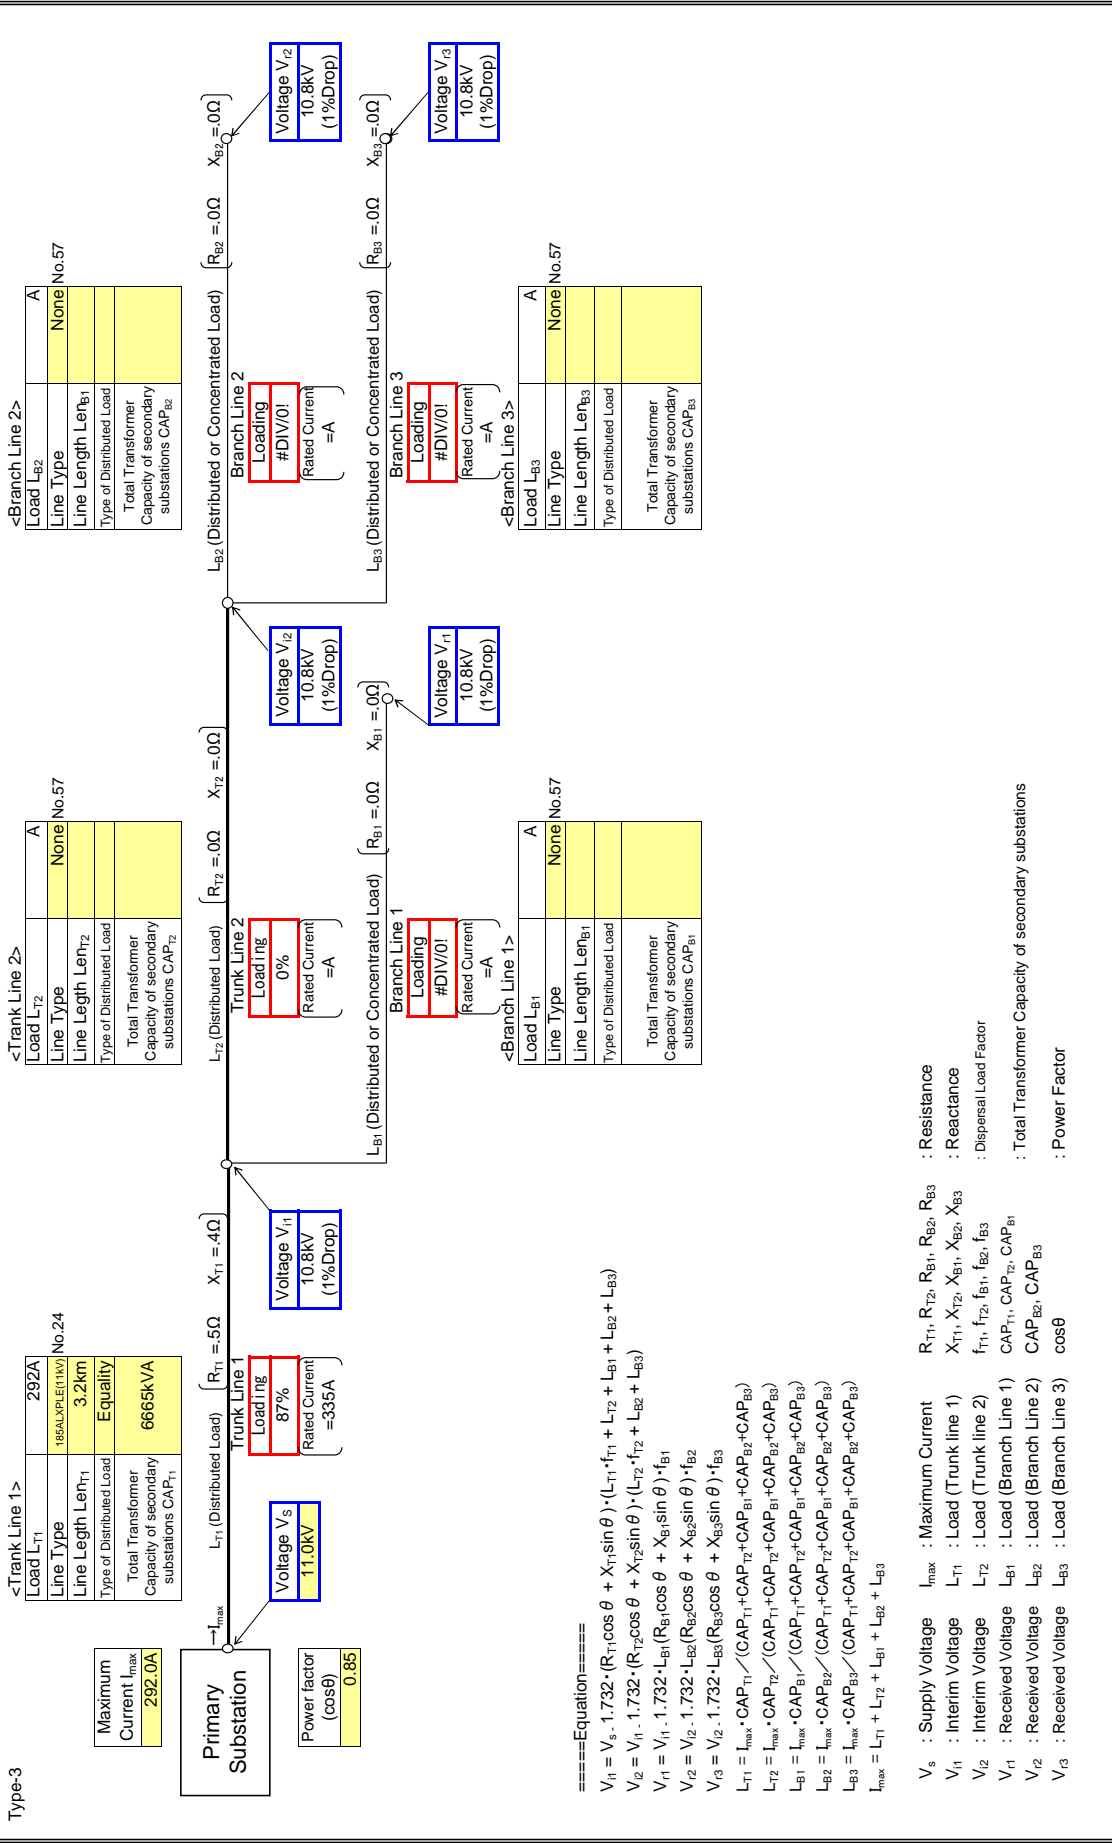 Type-3
Maximum
Current Imax
292.0A
Primary
Substation
Power factor
(cosθ)
0.85
→Imax
Voltage VS
11.0kV
<Trank Line 1>
Load LT1 292A
Line Type 185ALXPLE(11kV) No.24
Line Legth LenT1 3.2km
Type of Distributed Load Equality
Total Transformer
Capacity of secondary
substations CAPT1
6665kVA
LT1 (Distributed Load) RT1 =.5Ω XT1 =.4Ω
Trunk Line 1
Loading
87%
Rated Current
=335A
Voltage Vi1
10.8kV
(1%Drop)
<Trank Line 2>
Load LT2 A
Line Type None No.57
Line Length LenT2
Type of Distributed Load
Total Transformer
Capacity of secondary
substations CAPT2
LT2 (Distributed Load) RT2 =.0Ω XT2 =.0Ω
Trunk Line 2
Loading
0%
Rated Current
=A
Voltage Vi2
10.8kV
(1%Drop)
LB1 (Distributed or Concentrated Load) RB1 =.0Ω XB1 =.0Ω
Branch Line 1
Loading
#DIV/0!
Rated Current
=A
Voltage Vr1
10.8kV
(1%Drop)
<Branch Line 1>
Load LB1 A
Line Type None No.57
Line Length LenB1
Type of Distributed Load
Total Transformer
Capacity of secondary
substations CAPB1
<Branch Line 2>
Load LB2 A
Line Type None No.57
Line Length LenB1
Type of Distributed Load
Total Transformer
Capacity of secondary
substations CAPB2
LB2 (Distributed or Concentrated Load) RB2 =.0Ω XB2 =.0Ω
Branch Line 2
Loading
#DIV/0!
Rated Current
=A
Voltage Vr2
10.8kV
(1%Drop)
LB3 (Distributed or Concentrated Load) RB3 =.0Ω XB3 =.0Ω
Branch Line 3
Loading
#DIV/0!
Rated Current
=A
Voltage Vr3
10.8kV
(1%Drop)
<Branch Line 3>
Load LB3 A
Line Type None No.57
Line Length LenB3
Type of Distributed Load
Total Transformer
Capacity of secondary
substations CAPB3
=====Equation=====
Vi1 = Vs - 1.732・(RT1cos θ + XT1sin θ)・(LT1・fT1 + LT2 + LB1 + LB2 + LB3)
Vi2 = Vi1 - 1.732・(RT2cos θ + XT2sin θ)・(LT2・fT2 + LB2 + LB3)
Vr1 = Vi1 - 1.732・LB1(RB1cos θ + XB1sin θ)・fB1
Vr2 = Vi2 - 1.732・LB2(RB2cos θ + XB2sin θ)・fB2
Vr3 = Vi2 - 1.732・LB3(RB3cos θ + XB3sin θ)・fB3
LT1 = Imax・CAPT1／(CAPT1+CAPT2+CAPB1+CAPB2+CAPB3)
LT2 = Imax・CAPT2／(CAPT1+CAPT2+CAPB1+CAPB2+CAPB3)
LB1 = Imax・CAPB1／(CAPT1+CAPT2+CAPB1+CAPB2+CAPB3)
LB2 = Imax・CAPB2／(CAPT1+CAPT2+CAPB1+CAPB2+CAPB3)
LB3 = Imax・CAPB3／(CAPT1+CAPT2+CAPB1+CAPB2+CAPB3)
Imax = LT1 + LT2 + LB1 + LB2 + LB3
Vs : Supply Voltage Imax : Maximum Current RT1, RT2, RB1, RB2, RB3 : Resistance
Vi1 : Interim Voltage LT1 : Load (Trunk line 1) XT1, XT2, XB1, XB2, XB3 : Reactance
Vi2 : Interim Voltage LT2 : Load (Trunk line 2) fT1, fT2, fB1, fB2, fB3 : Dispersal Load Factor
Vr1 : Received Voltage LB1 : Load (Branch Line 1) CAPT1, CAPT2, CAPB1 : Total Transformer Capacity of secondary substations
Vr2 : Received Voltage LB2 : Load (Branch Line 2) CAPB2, CAPB3
Vr3 : Received Voltage LB3 : Load (Branch Line 3) cosθ : Power Factor